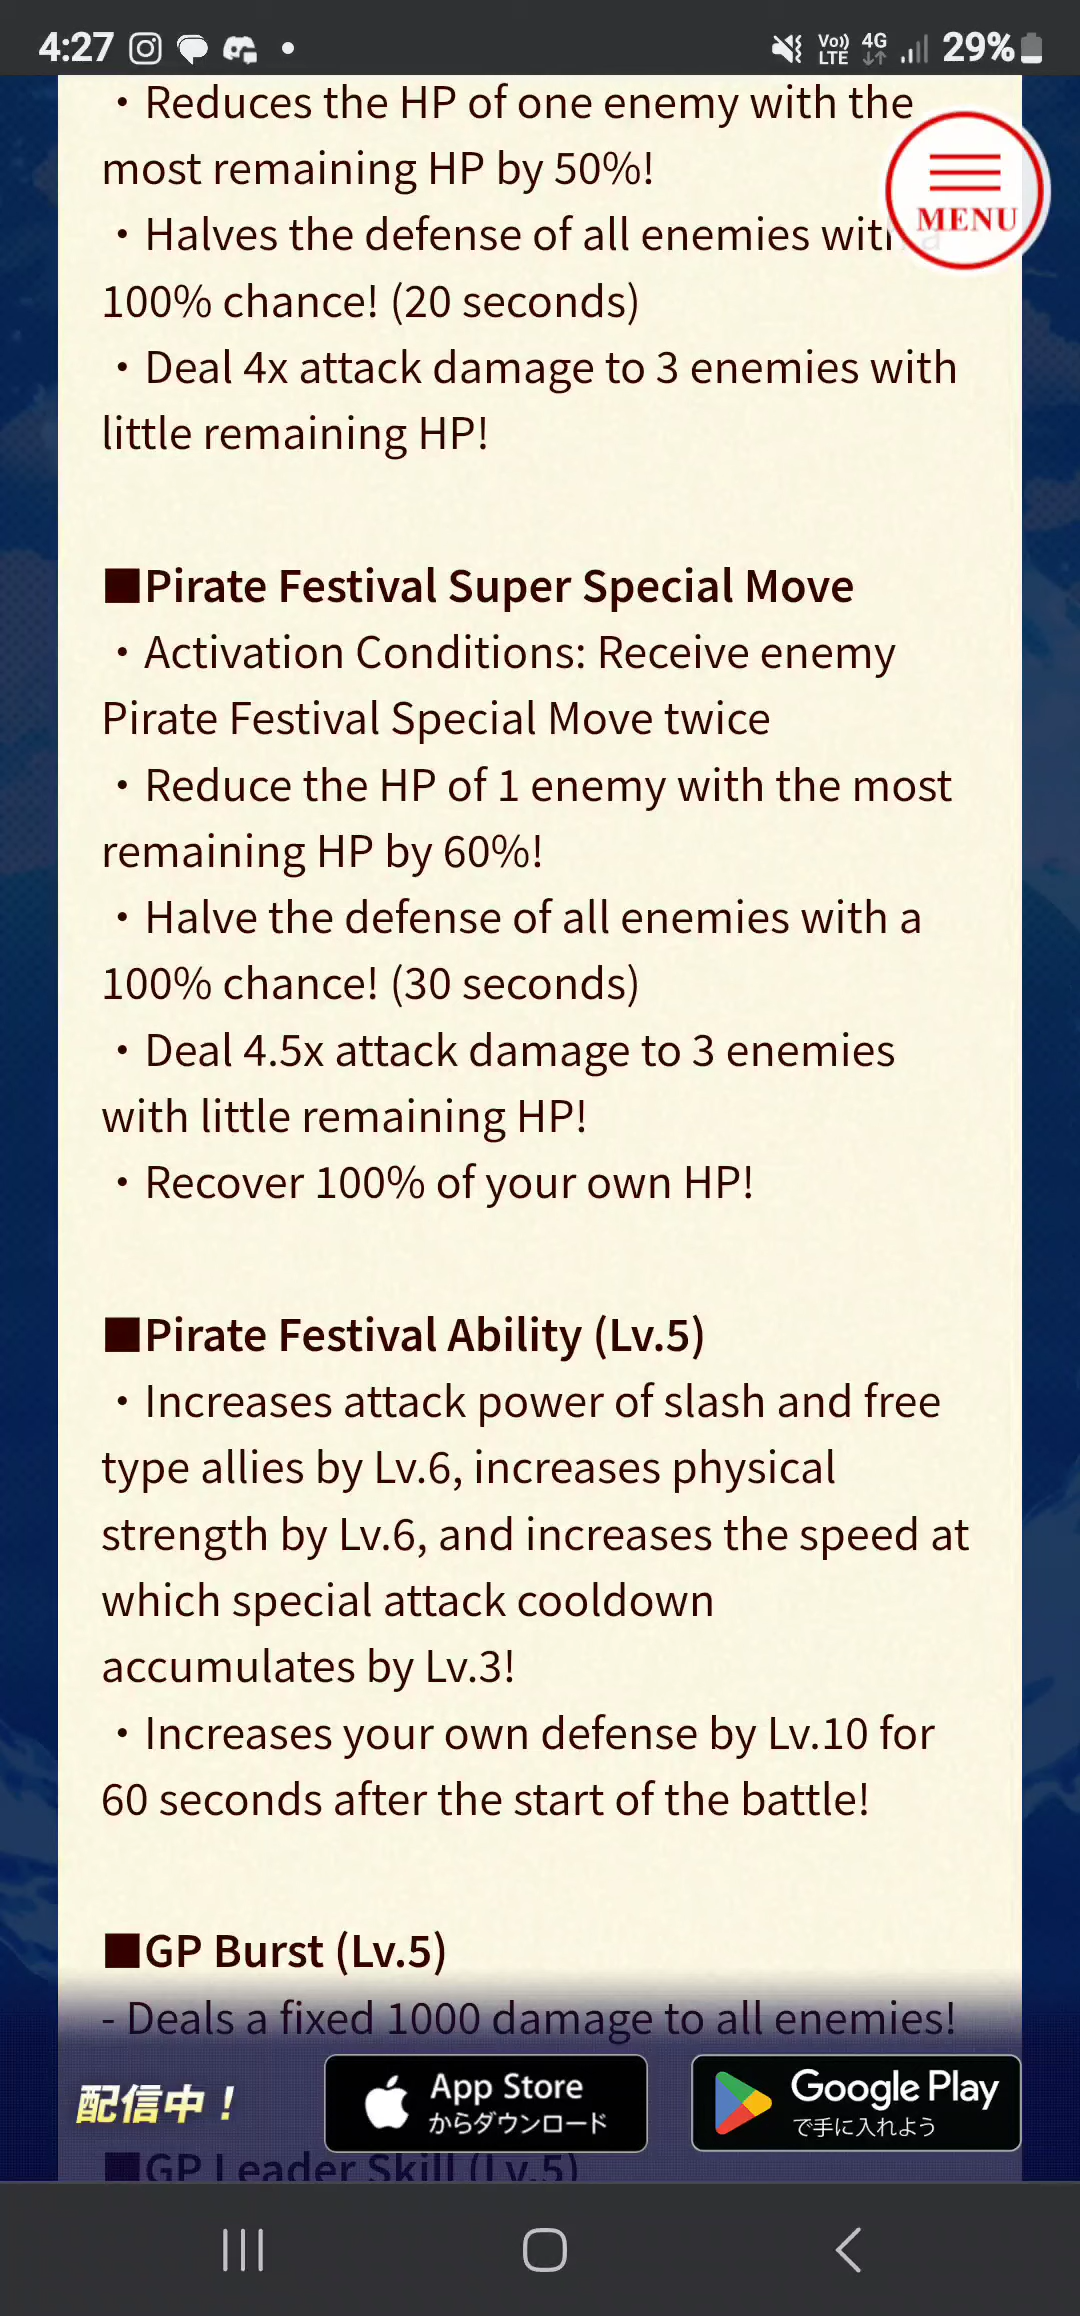 4:27
Vo)) LTE 4G 29%
・Reduces the HP of one enemy with the
most remaining HP by 50%!
MENU
・Halves the defense of all enemies with a
100% chance! (20 seconds)
・Deal 4x attack damage to 3 enemies with
little remaining HP!
■Pirate Festival Super Special Move
・Activation Conditions: Receive enemy
Pirate Festival Special Move twice
・Reduce the HP of 1 enemy with the most
remaining HP by 60%!
・Halve the defense of all enemies with a
100% chance! (30 seconds)
・Deal 4.5x attack damage to 3 enemies
with little remaining HP!
・Recover 100% of your own HP!
■Pirate Festival Ability (Lv.5)
・Increases attack power of slash and free
type allies by Lv.6, increases physical
strength by Lv.6, and increases the speed at
which special attack cooldown
accumulates by Lv.3!
・Increases your own defense by Lv.10 for
60 seconds after the start of the battle!
■GP Burst (Lv.5)
- Deals a fixed 1000 damage to all enemies!
配信中！
App Store
からダウンロード
Google Play
で手に入れよう
■GP Leader Skill (Lv.5)